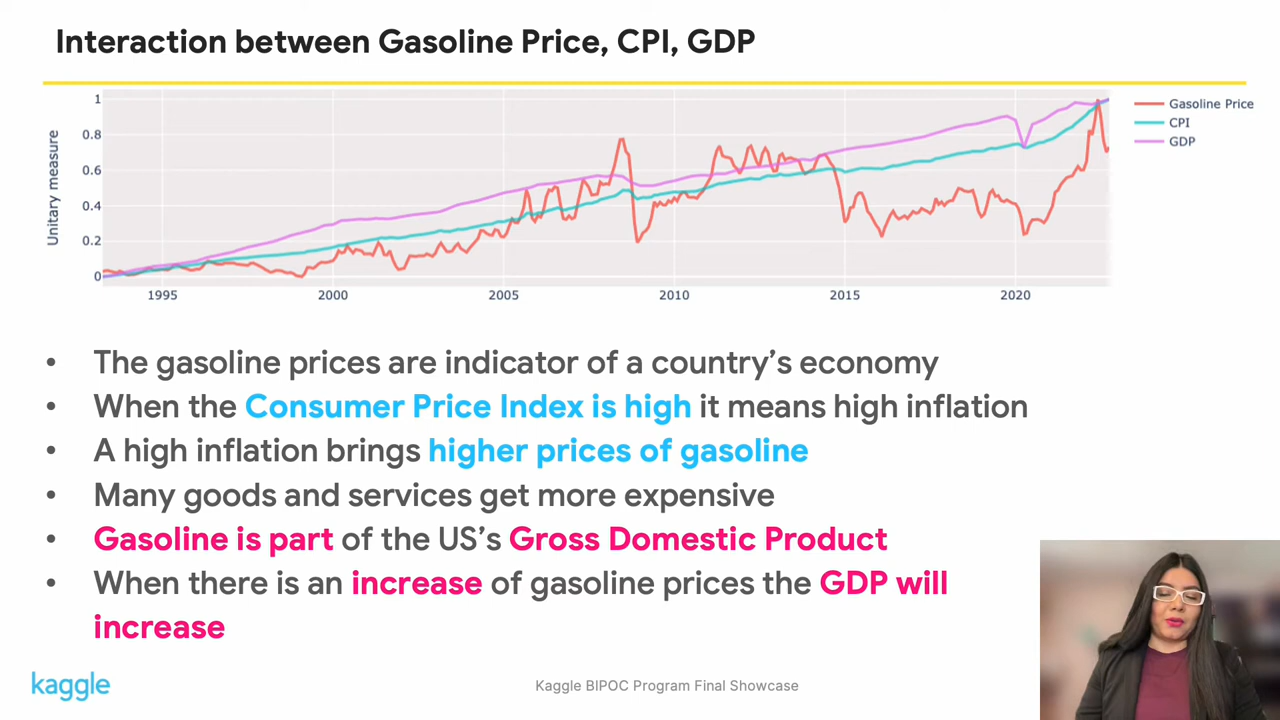 Interaction between Gasoline Price, CPI, GDP
Unitary measure
1
0.8
0.6
0.4
0.2
0
1995
2000
2005
2010
2015
2020
Gasoline Price
CPI
GDP
• The gasoline prices are indicator of a country’s economy
• When the Consumer Price Index is high it means high inflation
• A high inflation brings higher prices of gasoline
• Many goods and services get more expensive
• Gasoline is part of the US’s Gross Domestic Product
• When there is an increase of gasoline prices the GDP will
increase
kaggle
Kaggle BIPOC Program Final Showcase